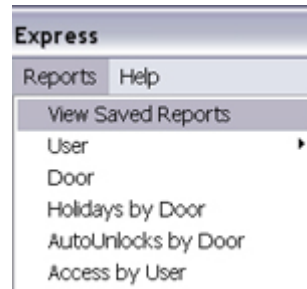 Express
Reports Help
View Saved Reports
User
Door
Holidays by Door
AutoUnlocks by Door
Access by User